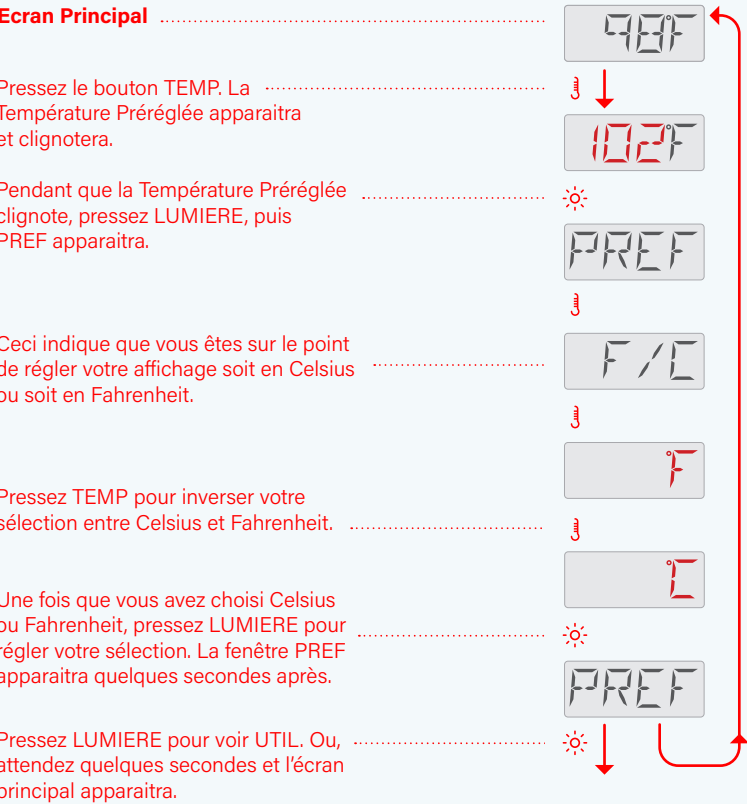 Ecran Principal
98°F
Pressez le bouton TEMP. La
Température Préréglée apparaitra
et clignotera.
102°F
Pendant que la Température Préréglée
clignote, pressez LUMIERE, puis
PREF apparaitra.
PREF
Ceci indique que vous êtes sur le point
de régler votre affichage soit en Celsius
ou soit en Fahrenheit.
F/C
°F
Pressez TEMP pour inverser votre
sélection entre Celsius et Fahrenheit.
°C
Une fois que vous avez choisi Celsius
ou Fahrenheit, pressez LUMIERE pour
régler votre sélection. La fenêtre PREF
apparaitra quelques secondes après.
PREF
Pressez LUMIERE pour voir UTIL. Ou,
attendez quelques secondes et l'écran
principal apparaitra.